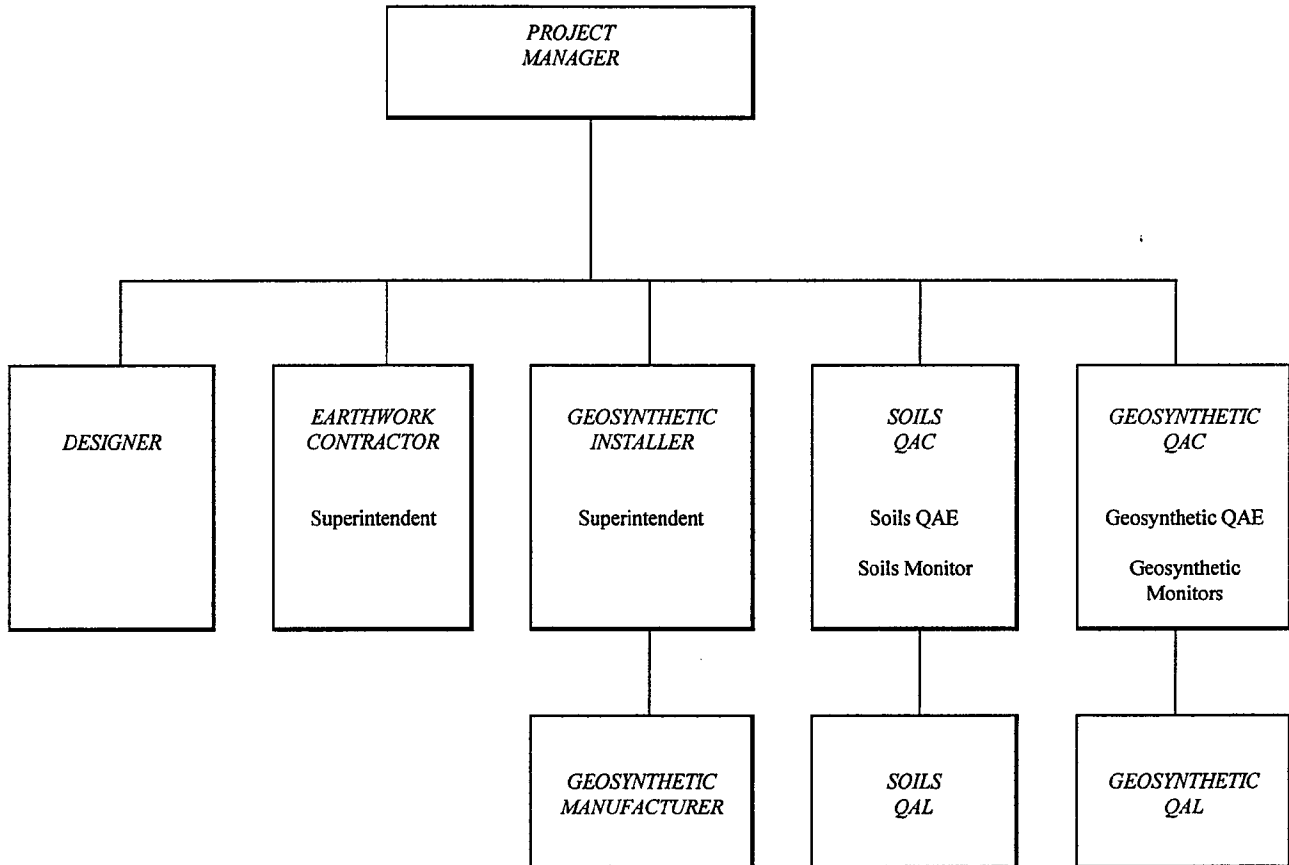 PROJECT
MANAGER
DESIGNER
EARTHWORK
CONTRACTOR
Superintendent
GEOSYNTHETIC
INSTALLER
Superintendent
SOILS
QAC
Soils QAE
Soils Monitor
GEOSYNTHETIC
QAC
Geosynthetic QAE
Geosynthetic
Monitors
GEOSYNTHETIC
MANUFACTURER
SOILS
QAL
GEOSYNTHETIC
QAL